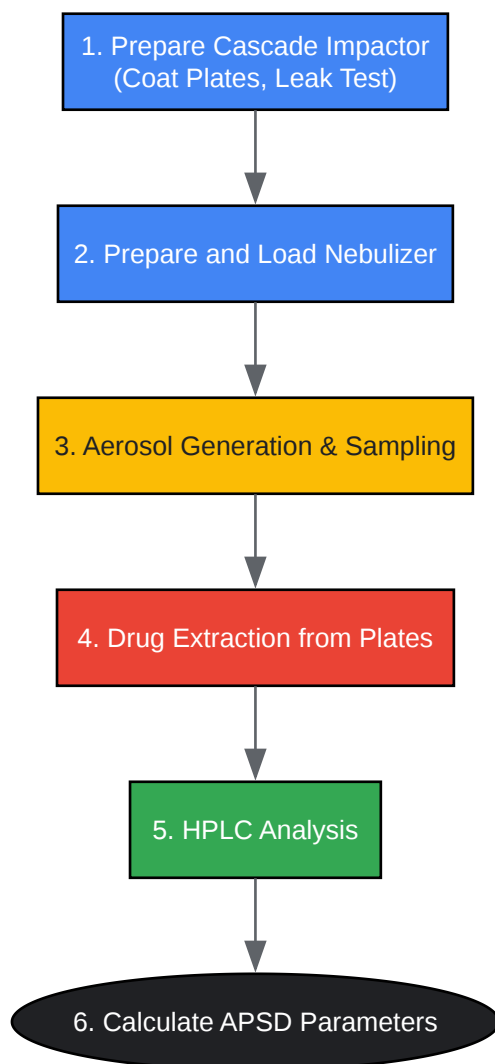 1. Prepare Cascade Impactor
(Coat Plates, Leak Test)
2. Prepare and Load Nebulizer
3. Aerosol Generation & Sampling
4. Drug Extraction from Plates
5. HPLC Analysis
6. Calculate APSD Parameters